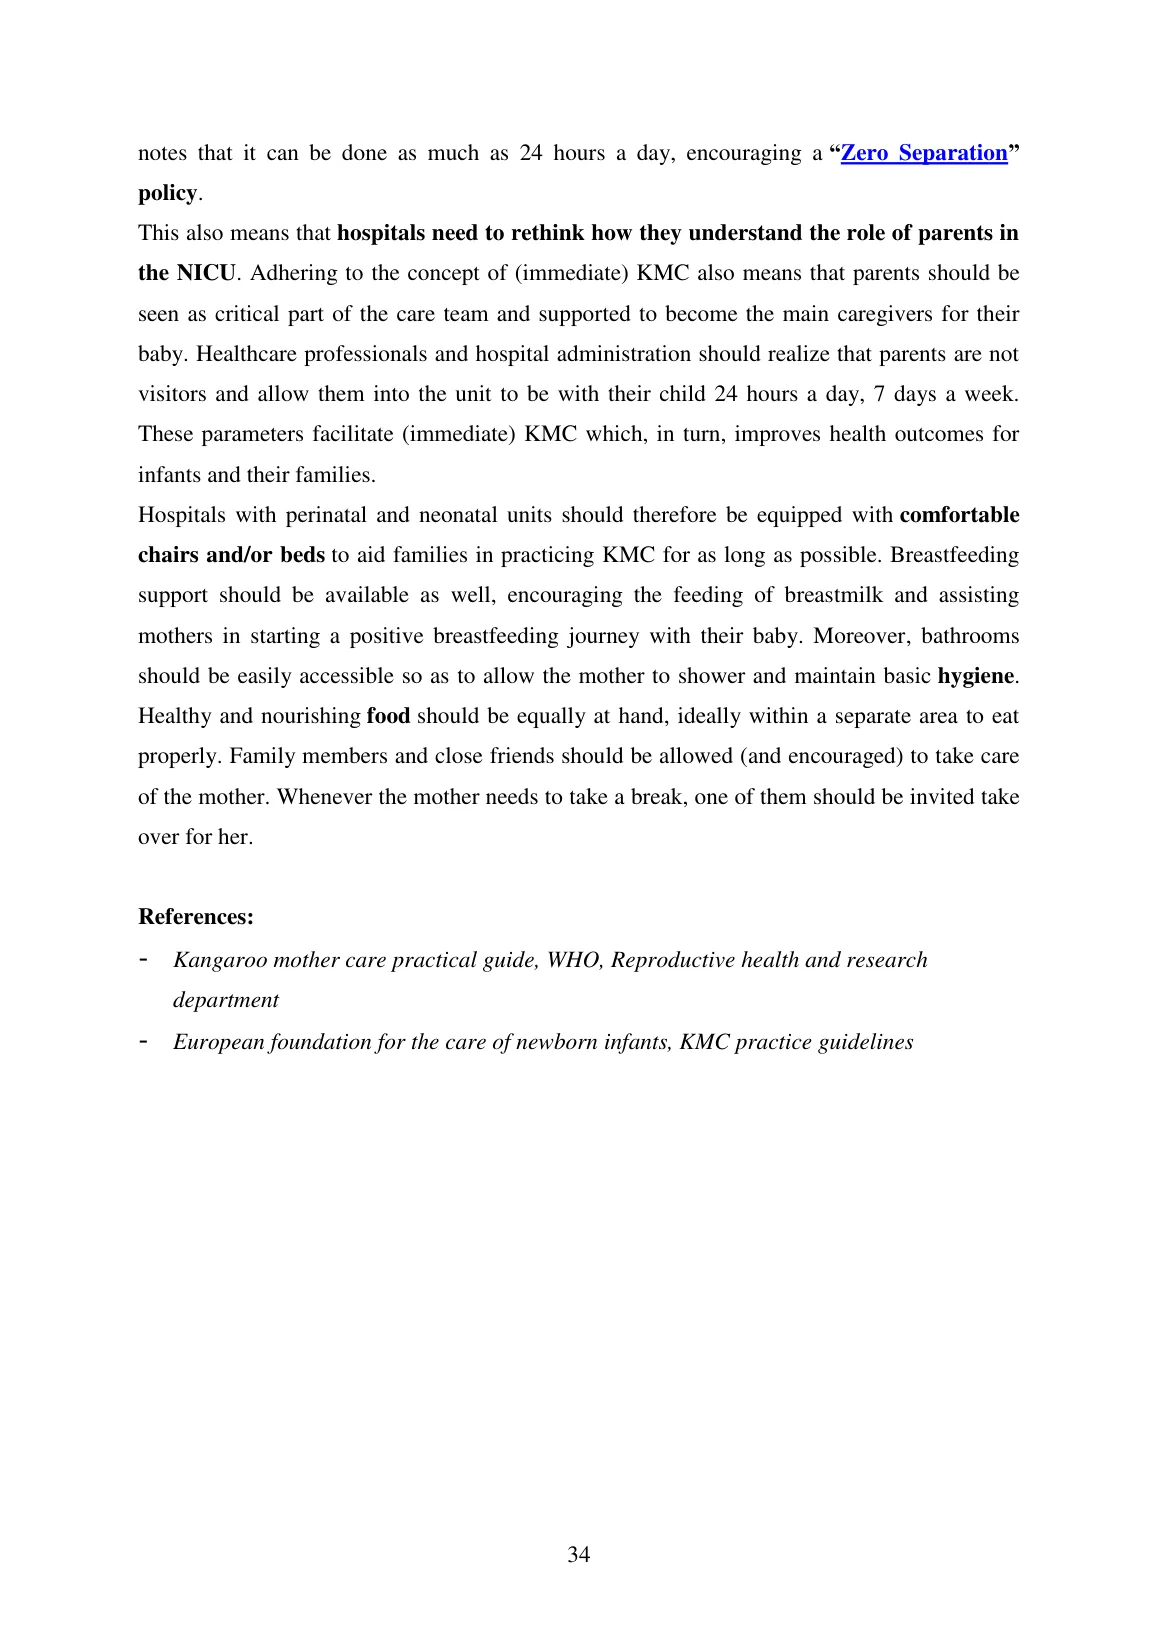 notes that it can be done as much as 24 hours a day, encouraging a “Zero Separation”
policy.
This also means that hospitals need to rethink how they understand the role of parents in
the NICU. Adhering to the concept of (immediate) KMC also means that parents should be
seen as critical part of the care team and supported to become the main caregivers for their
baby. Healthcare professionals and hospital administration should realize that parents are not
visitors and allow them into the unit to be with their child 24 hours a day, 7 days a week.
These parameters facilitate (immediate) KMC which, in turn, improves health outcomes for
infants and their families.
Hospitals with perinatal and neonatal units should therefore be equipped with comfortable
chairs and/or beds to aid families in practicing KMC for as long as possible. Breastfeeding
support should be available as well, encouraging the feeding of breastmilk and assisting
mothers in starting a positive breastfeeding journey with their baby. Moreover, bathrooms
should be easily accessible so as to allow the mother to shower and maintain basic hygiene.
Healthy and nourishing food should be equally at hand, ideally within a separate area to eat
properly. Family members and close friends should be allowed (and encouraged) to take care
of the mother. Whenever the mother needs to take a break, one of them should be invited take
over for her.
References:
- Kangaroo mother care practical guide, WHO, Reproductive health and research
department
- European foundation for the care of newborn infants, KMC practice guidelines
34